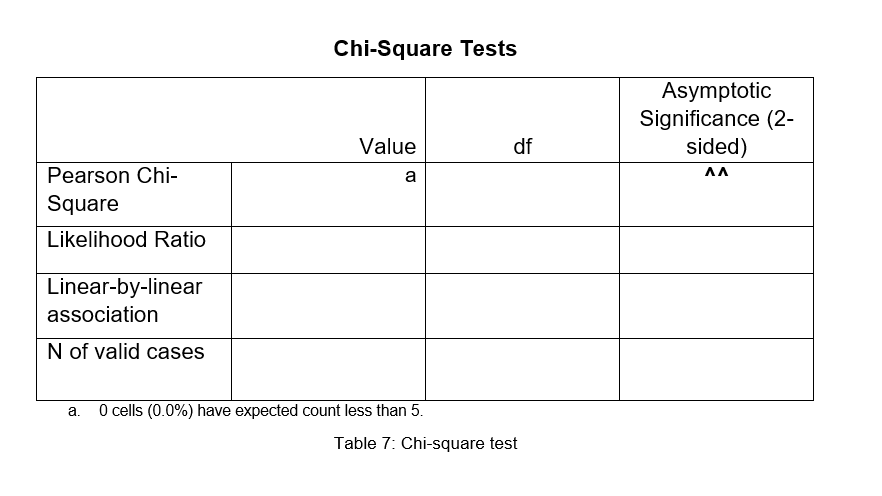 Chi-Square Tests
Asymptotic
Significance (2-
Value df sided)
Pearson Chi- a ^^
Square
Likelihood Ratio
Linear-by-linear
association
N of valid cases
a. 0 cells (0.0%) have expected count less than 5.
Table 7: Chi-square test